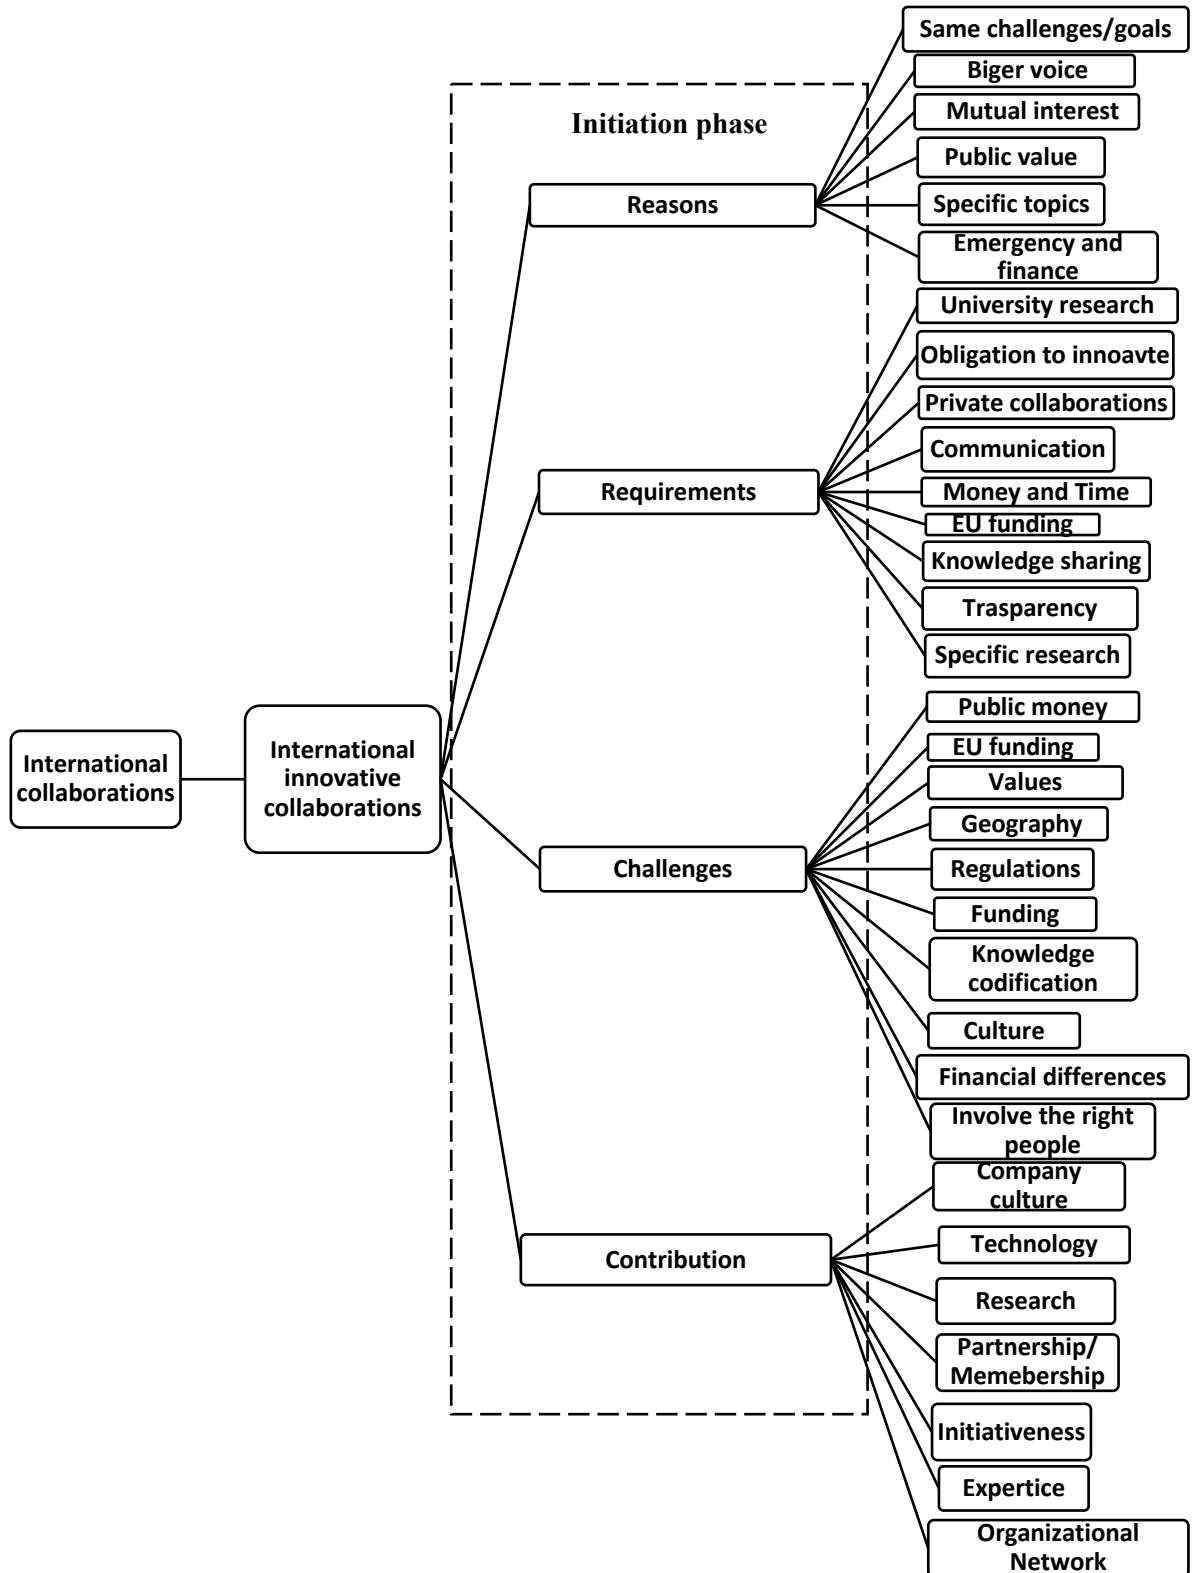 International
collaborations
International
innovative
collaborations
Initiation phase
Reasons
Same challenges/goals
Biger voice
Mutual interest
Public value
Specific topics
Emergency and
finance
Requirements
University research
Obligation to innoavte
Private collaborations
Communication
Money and Time
EU funding
Knowledge sharing
Trasparency
Specific research
Challenges
Public money
EU funding
Values
Geography
Regulations
Funding
Knowledge
codification
Culture
Financial differences
Involve the right
people
Contribution
Company
culture
Technology
Research
Partnership/
Memebership
Initiativeness
Expertice
Organizational
Network